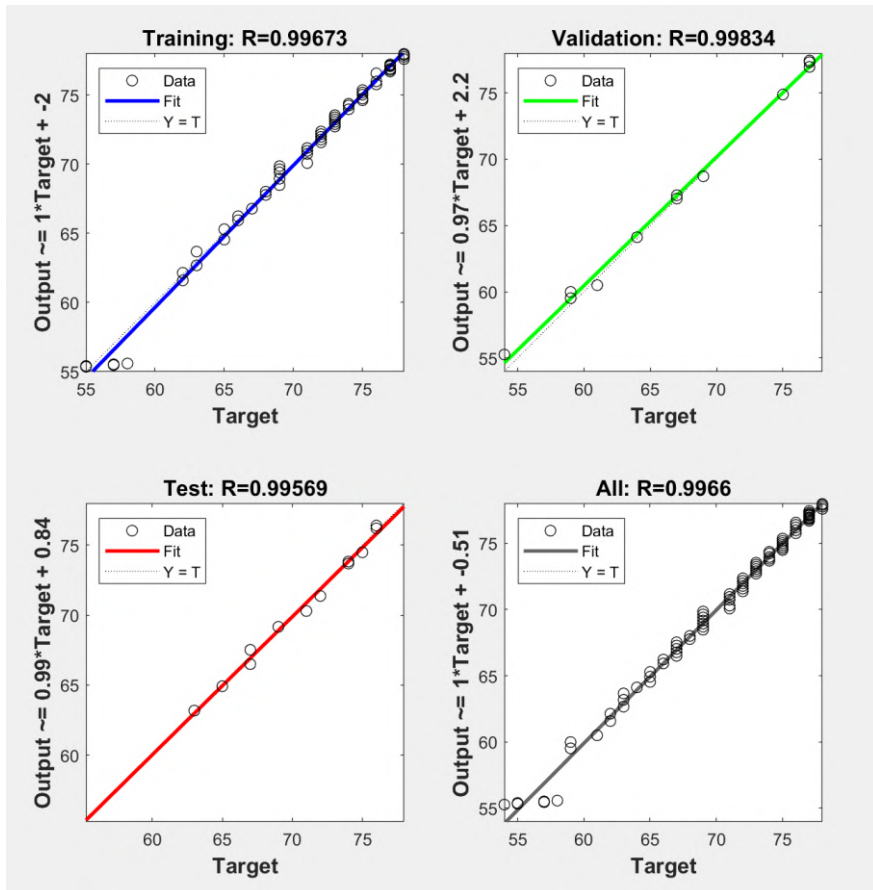 Training: R=0.99673
Data
Fit
Y = T
Output ~= 1*Target + -2
75
70
65
60
55
55
60
65
70
75
Target
Validation: R=0.99834
Data
Fit
Y = T
Output ~= 0.97*Target + 2.2
75
70
65
60
55
55
60
65
70
75
Target
Test: R=0.99569
Data
Fit
Y = T
Output ~= 0.99*Target + 0.84
75
70
65
60
60
65
70
75
Target
All: R=0.9966
Data
Fit
Y = T
Output ~= 1*Target + -0.51
75
70
65
60
55
55
60
65
70
75
Target